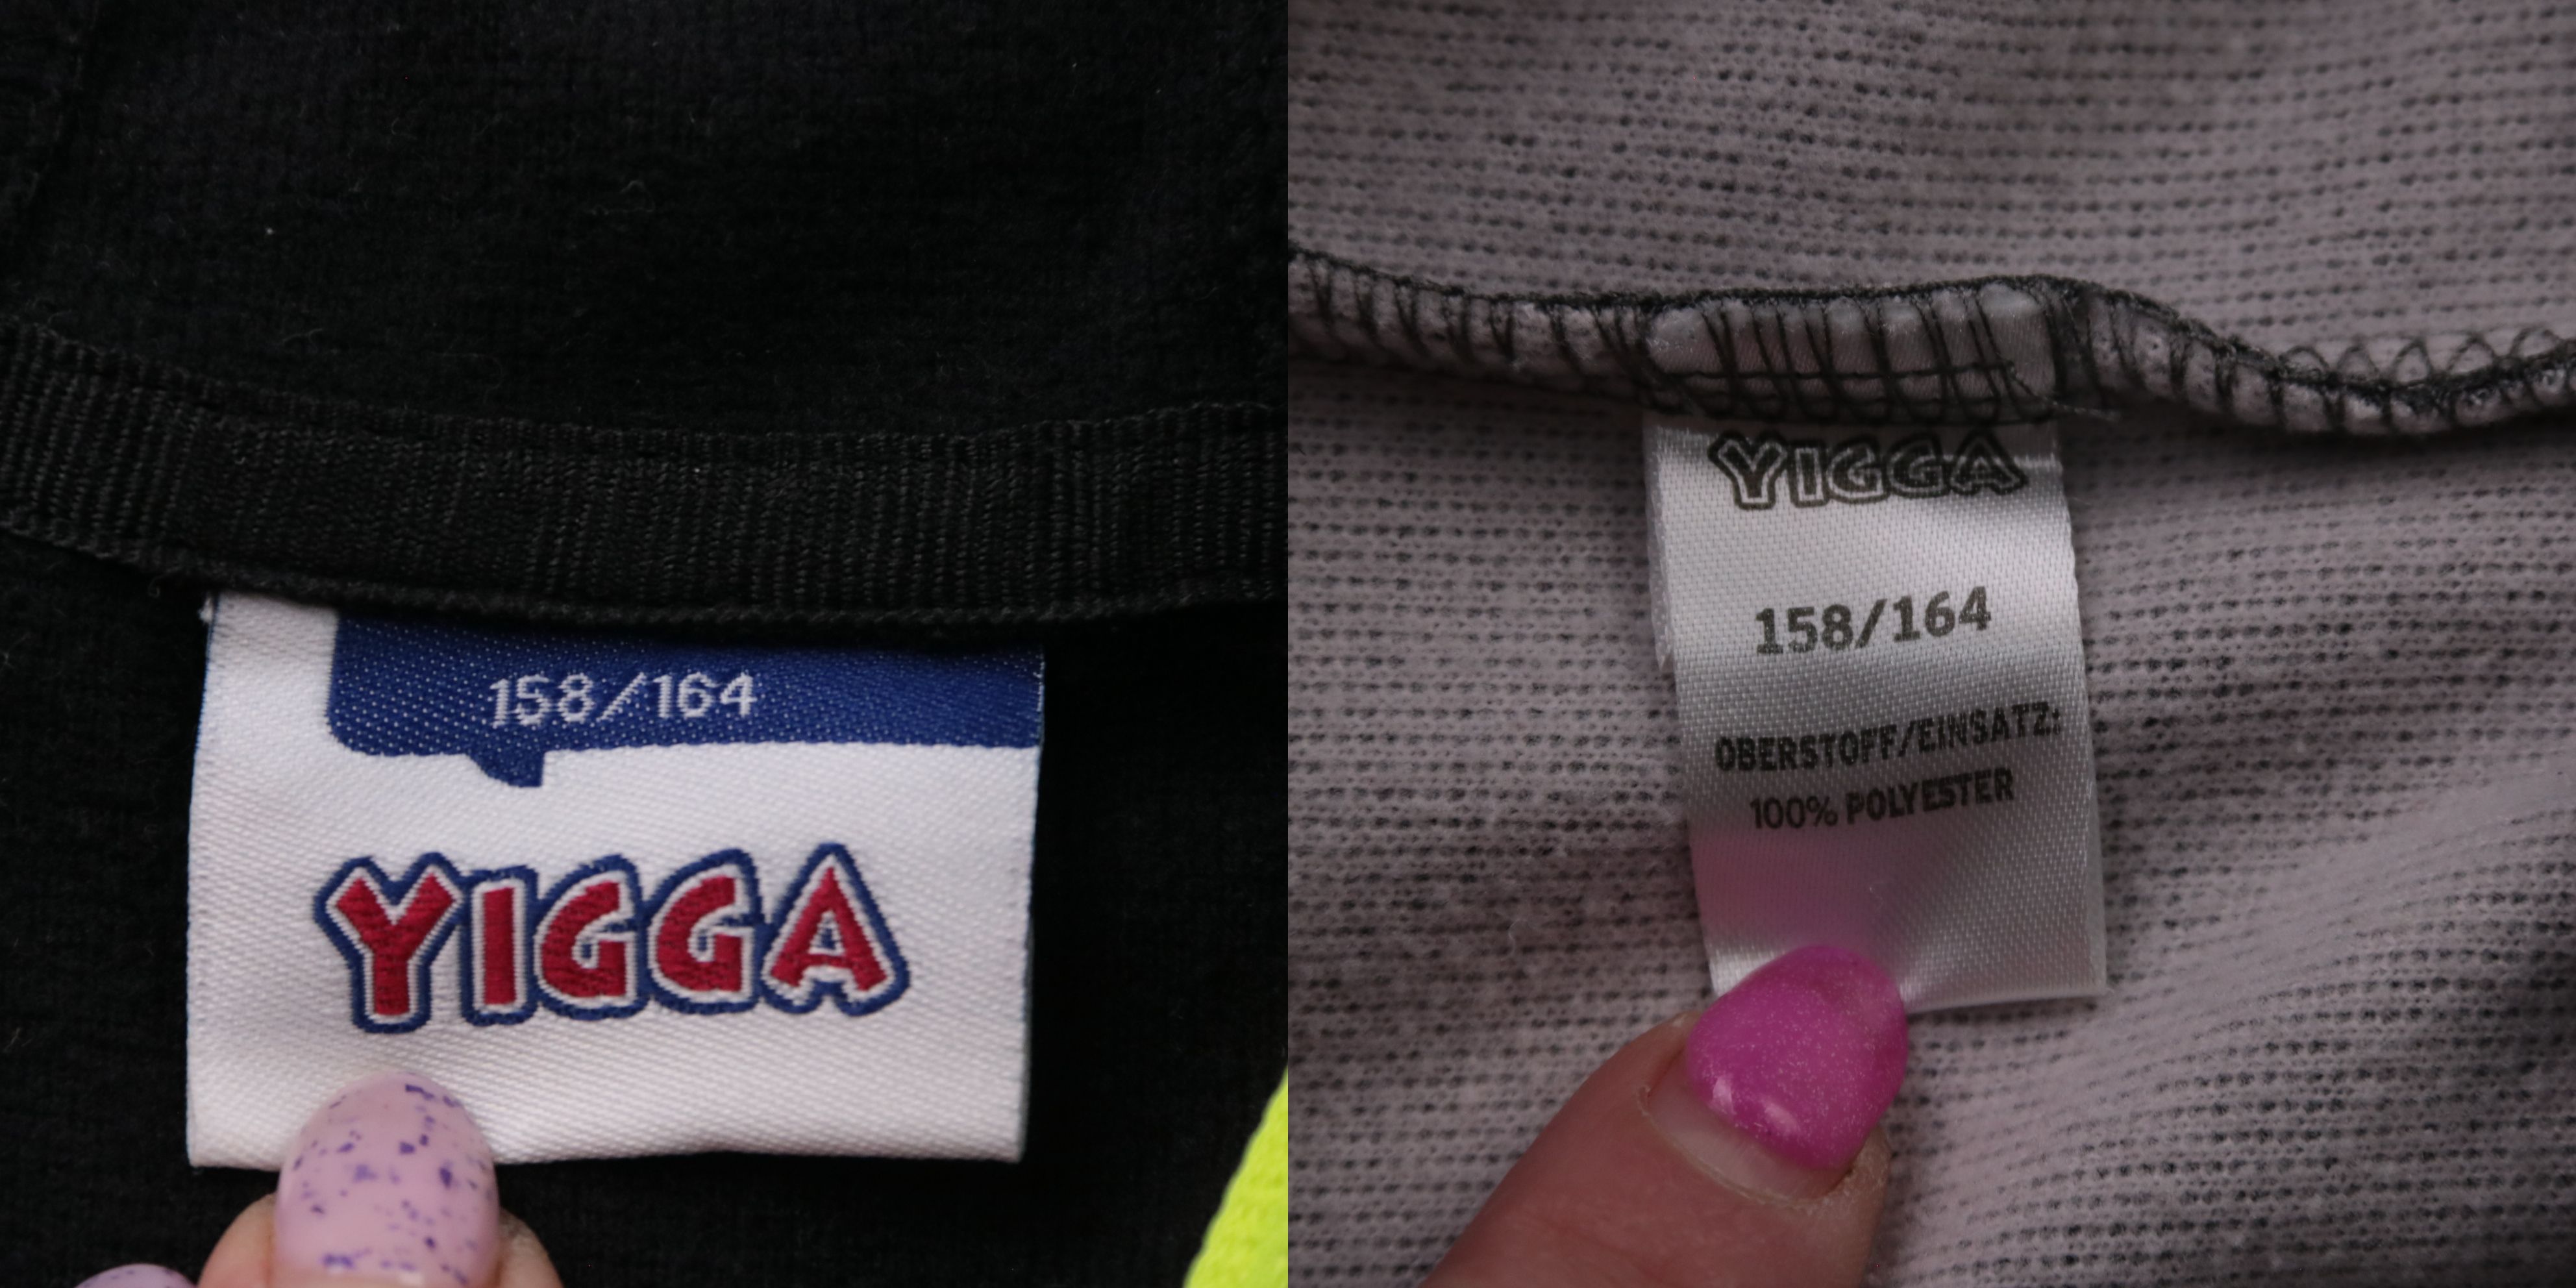 158/164
YIGGA
YIGGA
158/164
OBERSTOFF/EINSATZ:
100% POLYESTER